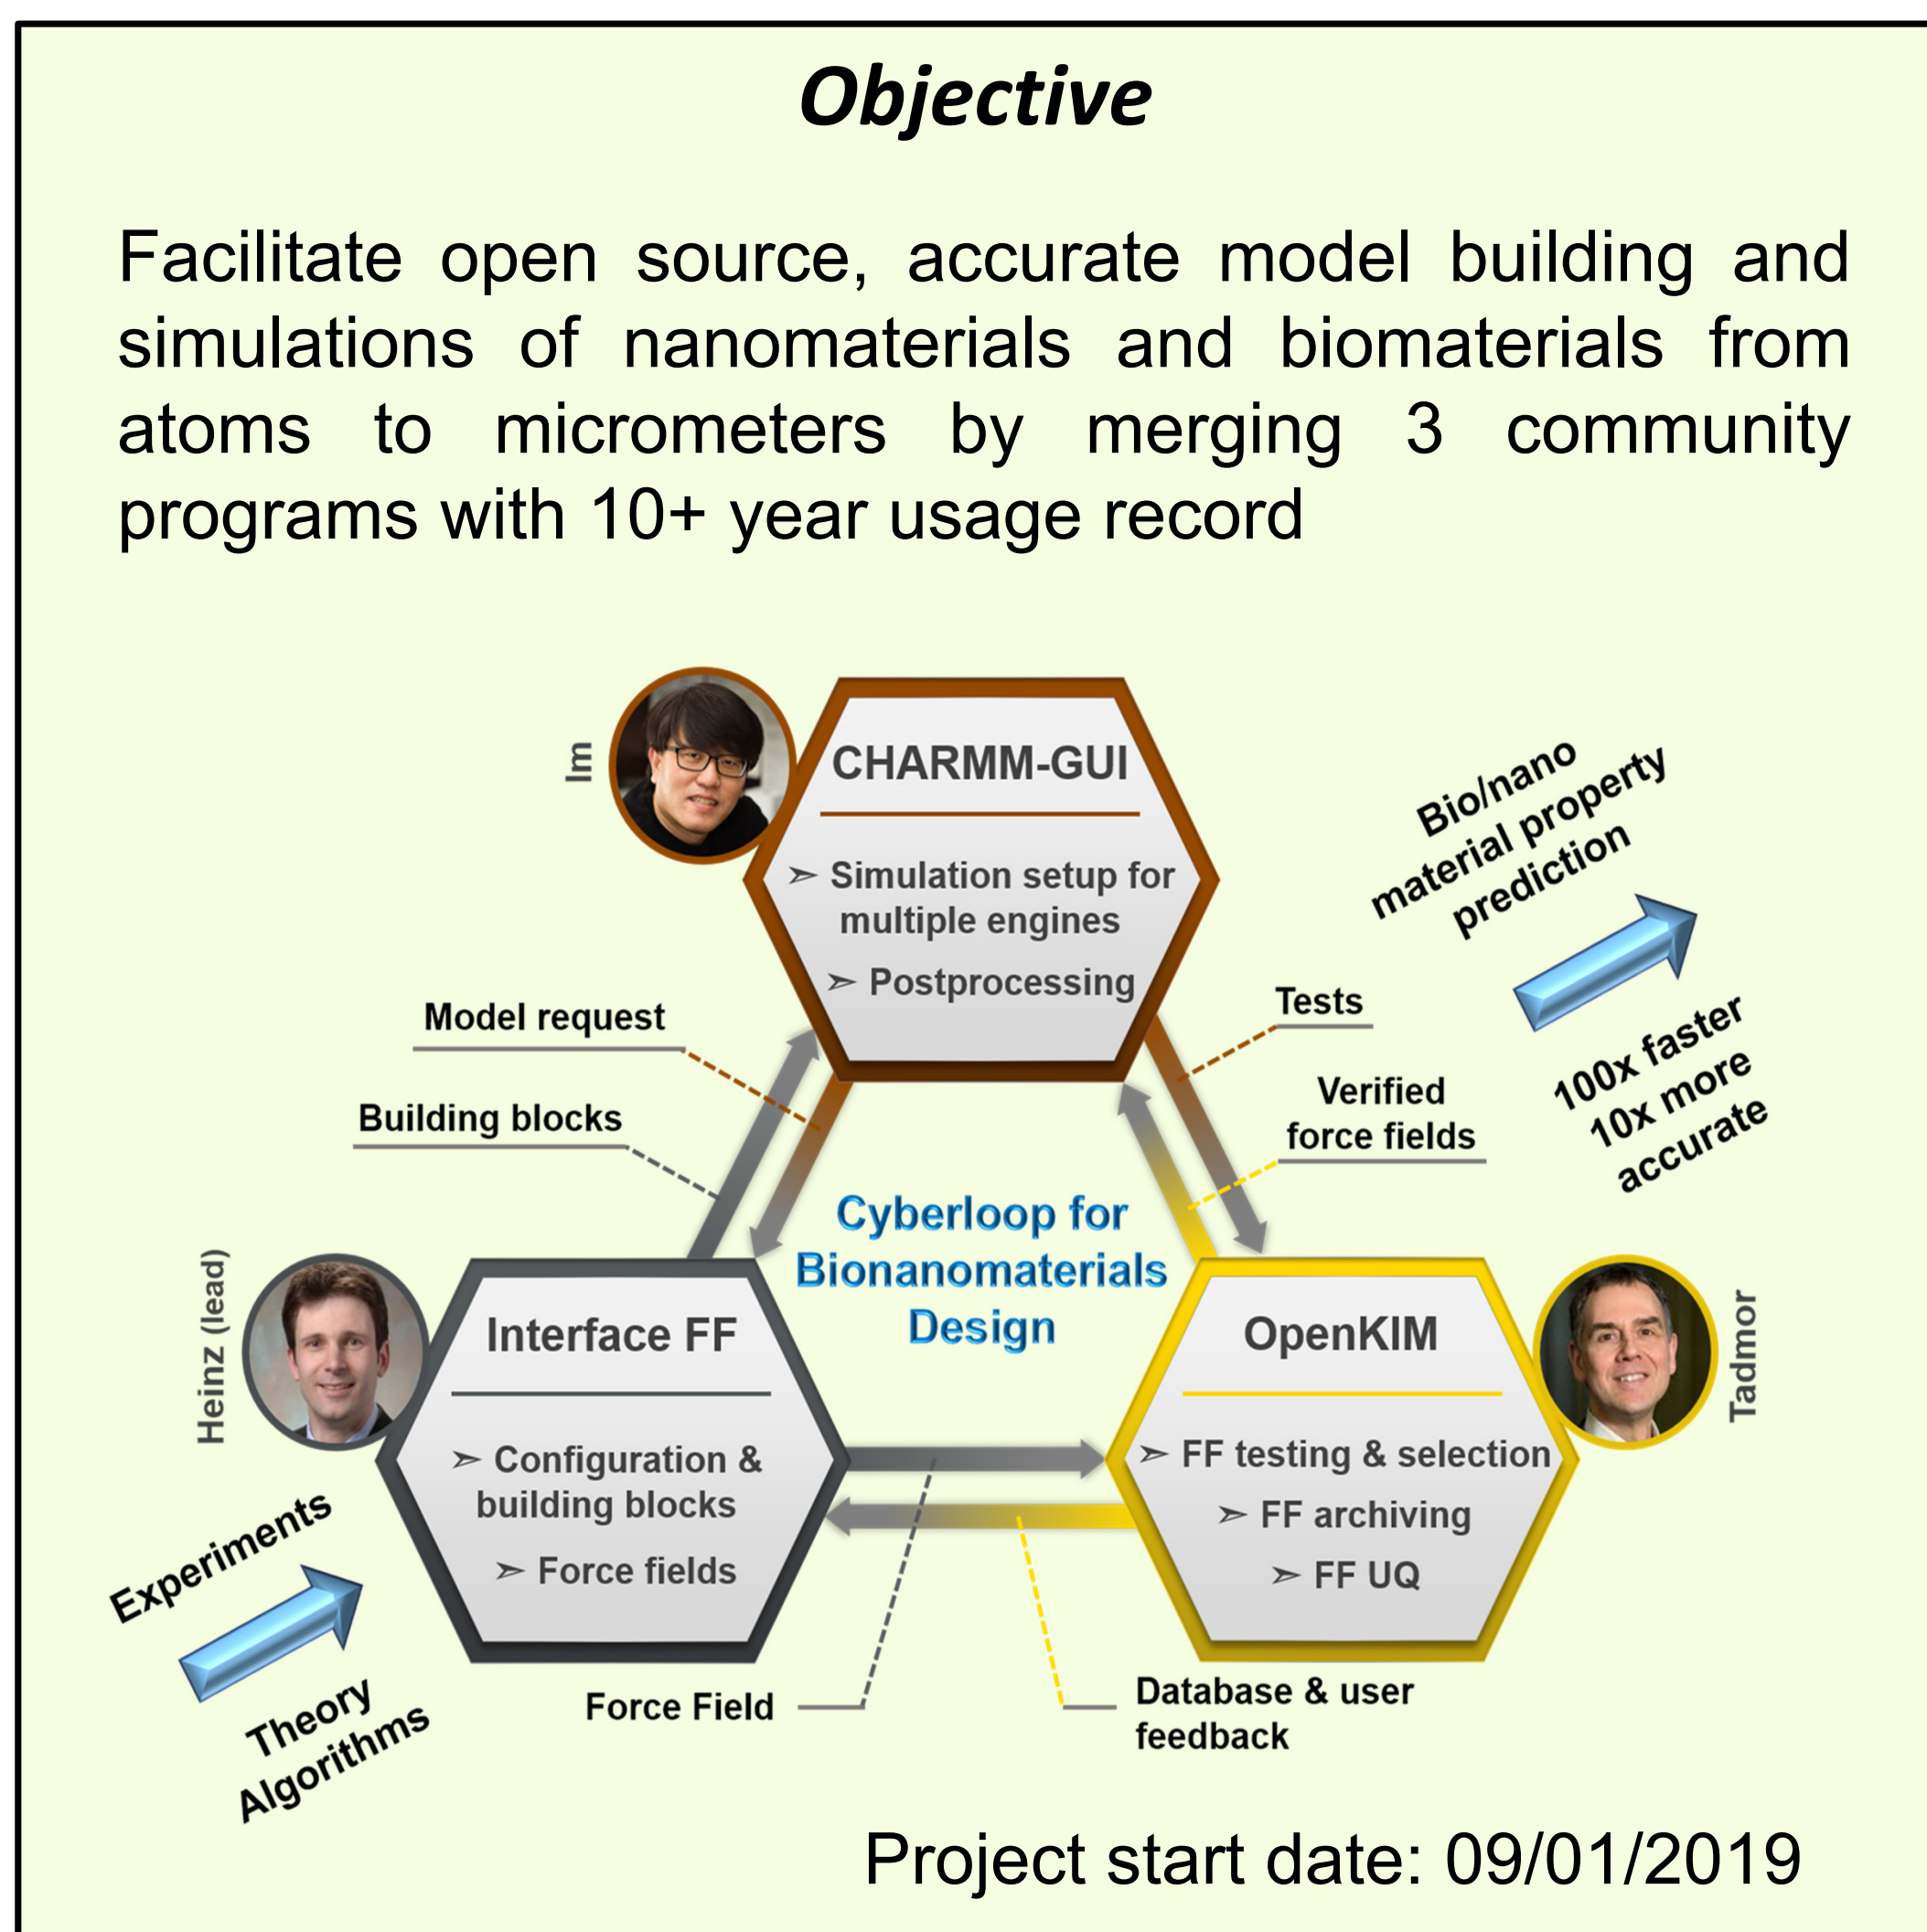 Objective
Facilitate open source, accurate model building and
simulations of nanomaterials and biomaterials from
atoms to micrometers by merging 3 community
programs with 10+ year usage record
Im
CHARMM-GUI
➢ Simulation setup for
multiple engines
➢ Postprocessing
Bio/nano
material property
prediction
100x faster
10x more
accurate
Model request
Building blocks
Tests
Verified
force fields
Cyberloop for
Bionanomaterials
Design
Heinz (lead)
Interface FF
➢ Configuration &
building blocks
➢ Force fields
OpenKIM
➢ FF testing & selection
➢ FF archiving
➢ FF UQ
Tadmor
Experiments
Theory
Algorithms
Force Field
Database & user
feedback
Project start date: 09/01/2019